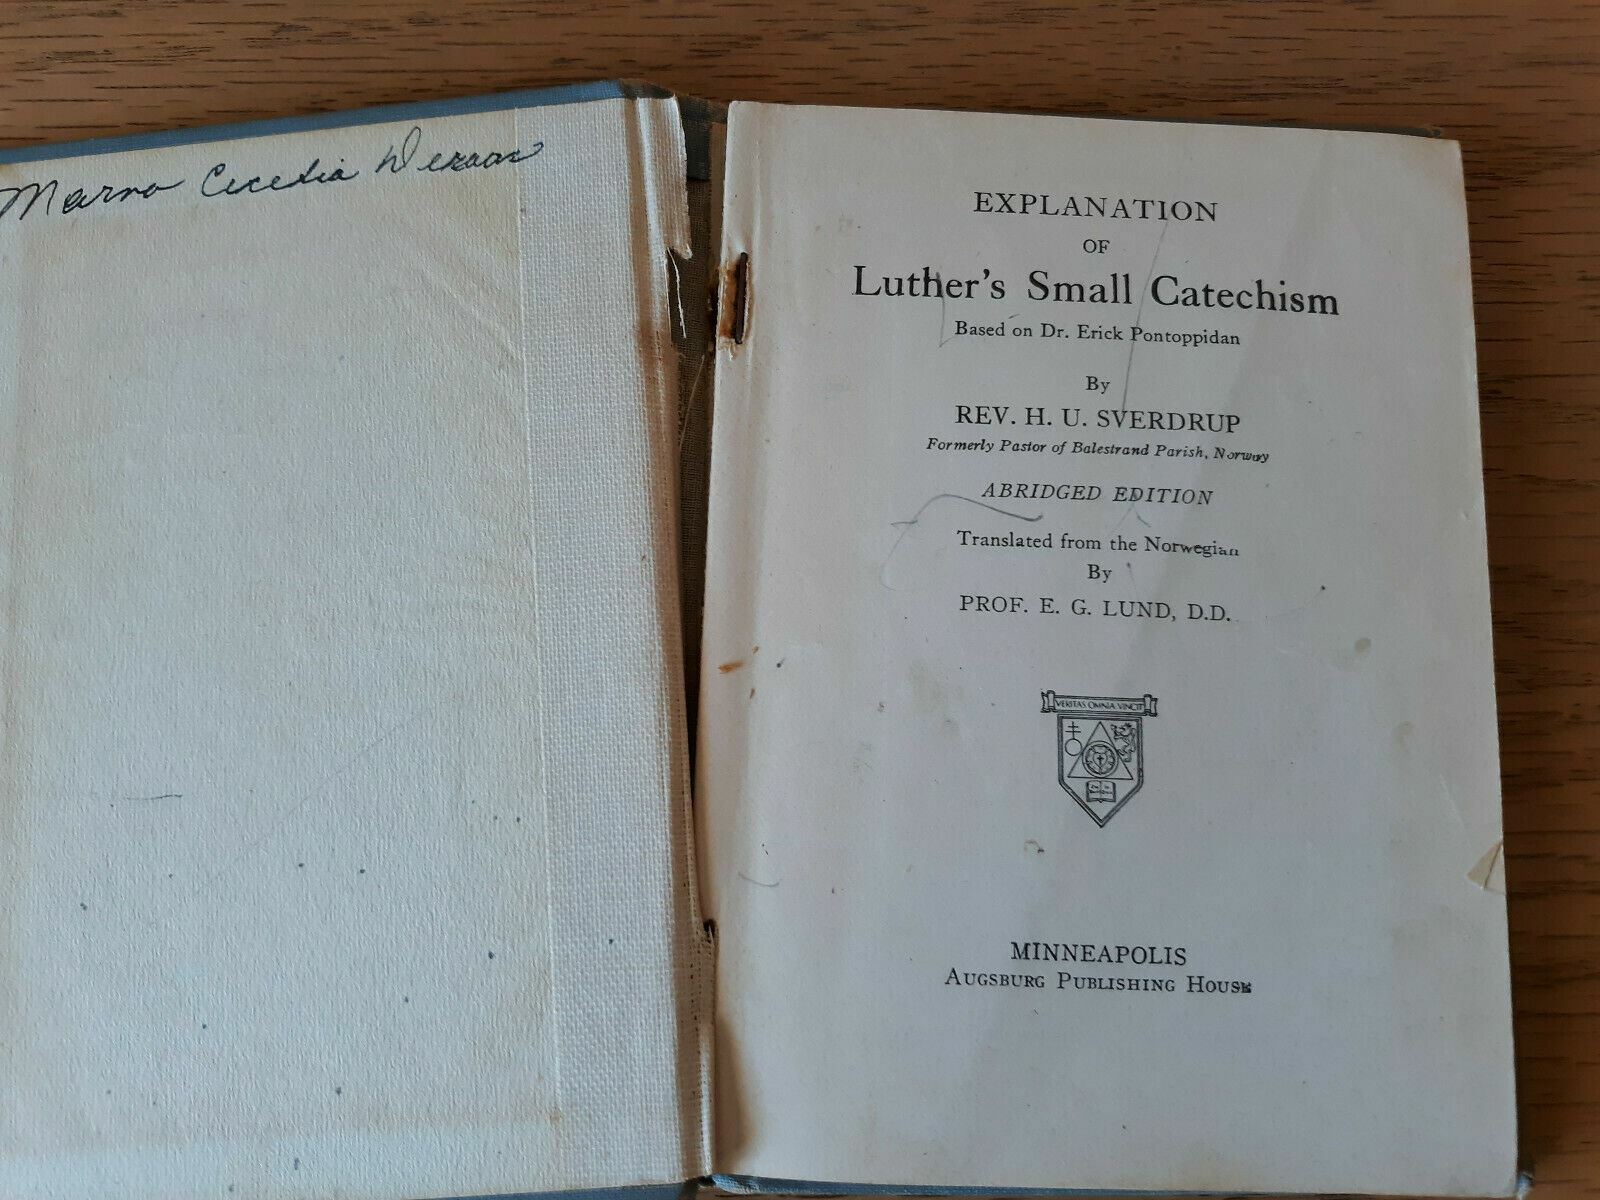 Cecelia
EXPLANATION
OF
Luther's Small Catechism
Based on Dr. Erick Pontoppidan
By
REV. H. U. SVERDRUP
Formerly Pastor of Balestrand Parish, Norway
ABRIDGED EDITION
Translated from the Norwegian
By
PROF. E. G. LUND, D.D.
VERITAS OMNIA VINCIT
MINNEAPOLIS
AUGSBURG PUBLISHING HOUSE